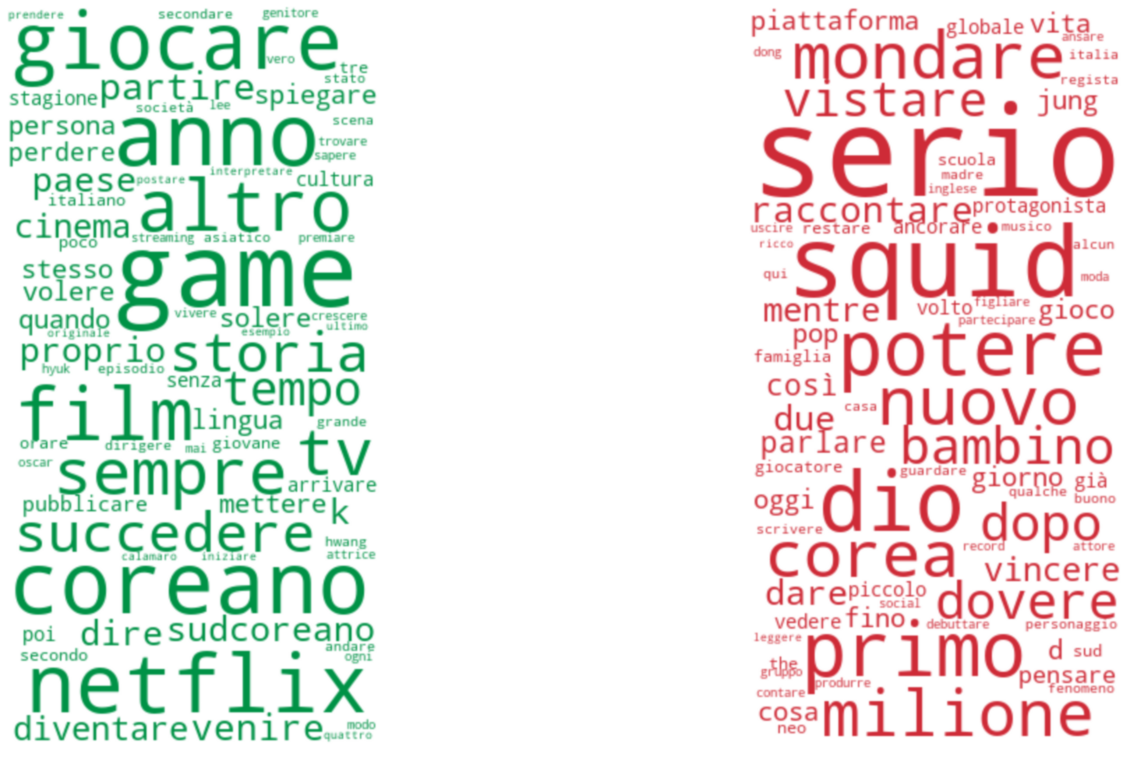 prendere
secondare
genitore
giocare
vero
tre
stato
stagione
partire
spiegare
società
lee
persona
anno
scena
trovare
perdere
sapere
paese
postare
interpretare
cultura
italiano
altro
cinema
poco
streaming
asiatico
premiare
stesso
game
volere
vivere
solere
crescere
quando
esempio
ultimo
originale
proprio
storia
hyuk
episodio
senza
tempo
film
lingua
grande
orare
dirigere
mai
giovane
tv
oscar
sempre
arrivare
pubblicare
mettere
k
succedere
hwang
calamaro
iniziare
attrice
coreano
poi
dire
sudcoreano
andare
secondo
ogni
netflix
diventare
venire
modo
quattro
piattaforma
globale
vita
ansare
dong
mondare
italia
regista
vistare
jung
serio
scuola
madre
inglese
raccontare
protagonista
uscire
restare
ancorare
musico
ricco
squid
alcun
qui
moda
mentre
volto
figliare
gioco
partecipare
pop
potere
famiglia
così
casa
nuovo
due
parlare
bambino
giocatore
guardare
giorno
già
oggi
dio
qualche
buono
scrivere
dopo
corea
record
attore
vincere
dare
piccolo
social
dovere
vedere
fino
debuttare
personaggio
leggere
primo
d
sud
the
gruppo
pensare
produrre
fenomeno
contare
cosa
milione
neo